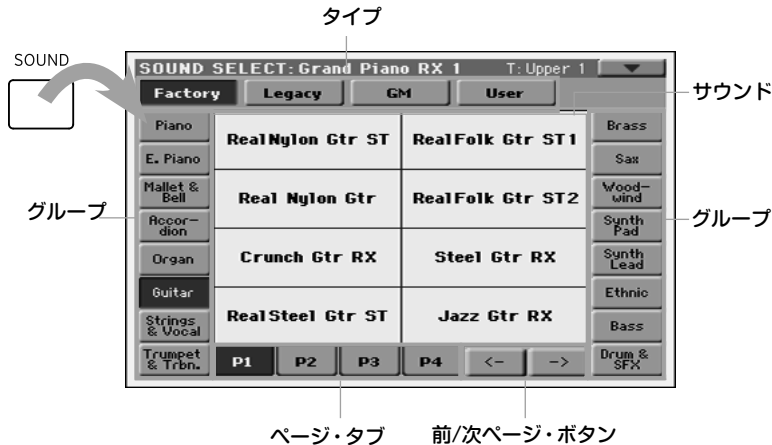 タイプ
SOUND
SOUND SELECT:Grand Piano RX 1 T:Upper 1
Factory Legacy GM User
サウンド
グループ
Piano
E. Piano
Mallet & Bell
Accor-
dion
Organ
Guitar
Strings & Vocal
Trumpet & Trbn.
RealNylon Gtr ST RealFolk Gtr ST1
Real Nylon Gtr RealFolk Gtr ST2
Crunch Gtr RX Steel Gtr RX
RealSteel Gtr ST Jazz Gtr RX
Brass
Sax
Wood-
wind
Synth Pad
Synth Lead
Ethnic
Bass
Drum & SFX
グループ
P1 P2 P3 P4 <- ->
ページ・タブ 前/次ページ・ボタン